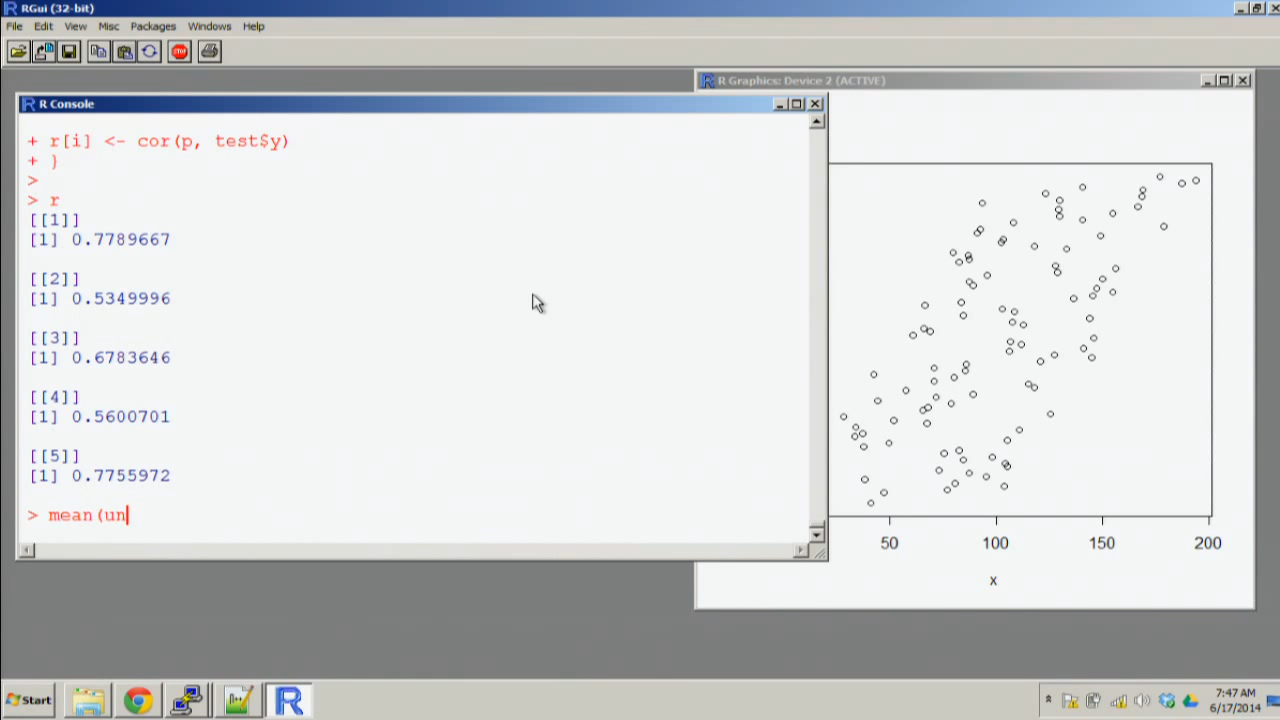 RGui (32-bit)
File Edit View Misc Packages Windows Help
STOP
R Graphics: Device 2 (ACTIVE)
R Console
+ r[i] <- cor(p, test$y)
+ }
>
> r
[[1]]
[1] 0.7789667
[[2]]
[1] 0.5349996
[[3]]
[1] 0.6783646
[[4]]
[1] 0.5600701
[[5]]
[1] 0.7755972
> mean(un
50 100 150 200
x
Start
7:47 AM
6/17/2014